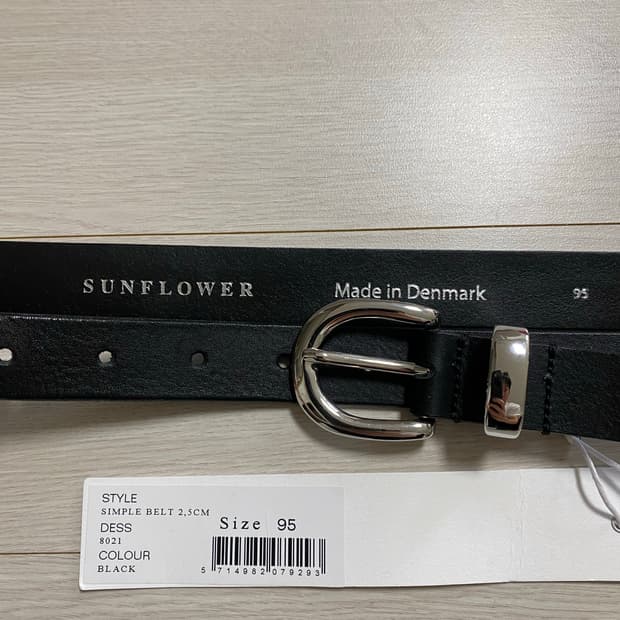 SUNFLOWER
Made in Denmark
95
STYLE
SIMPLE BELT 2,5CM
DESS
8021
COLOUR
BLACK
Size 95
5 714982 079293